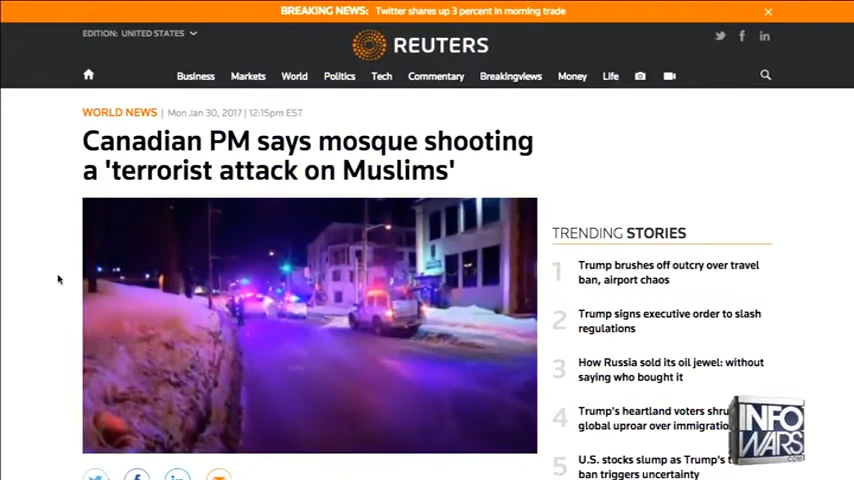 BREAKING NEWS: Twitter shares up 3 percent in morning trade
EDITION: UNITED STATES
REUTERS
Business Markets World Politics Tech Commentary Breakingviews Money Life
WORLD NEWS | Mon Jan 30, 2017 | 12:15pm EST
Canadian PM says mosque shooting
a 'terrorist attack on Muslims'
TRENDING STORIES
1 Trump brushes off outcry over travel
ban, airport chaos
2 Trump signs executive order to slash
regulations
3 How Russia sold its oil jewel: without
saying who bought it
4 Trump's heartland voters shru
global uproar over immigratio
5 U.S. stocks slump as Trump's t
ban triggers uncertainty
INFO
WARS
.COM